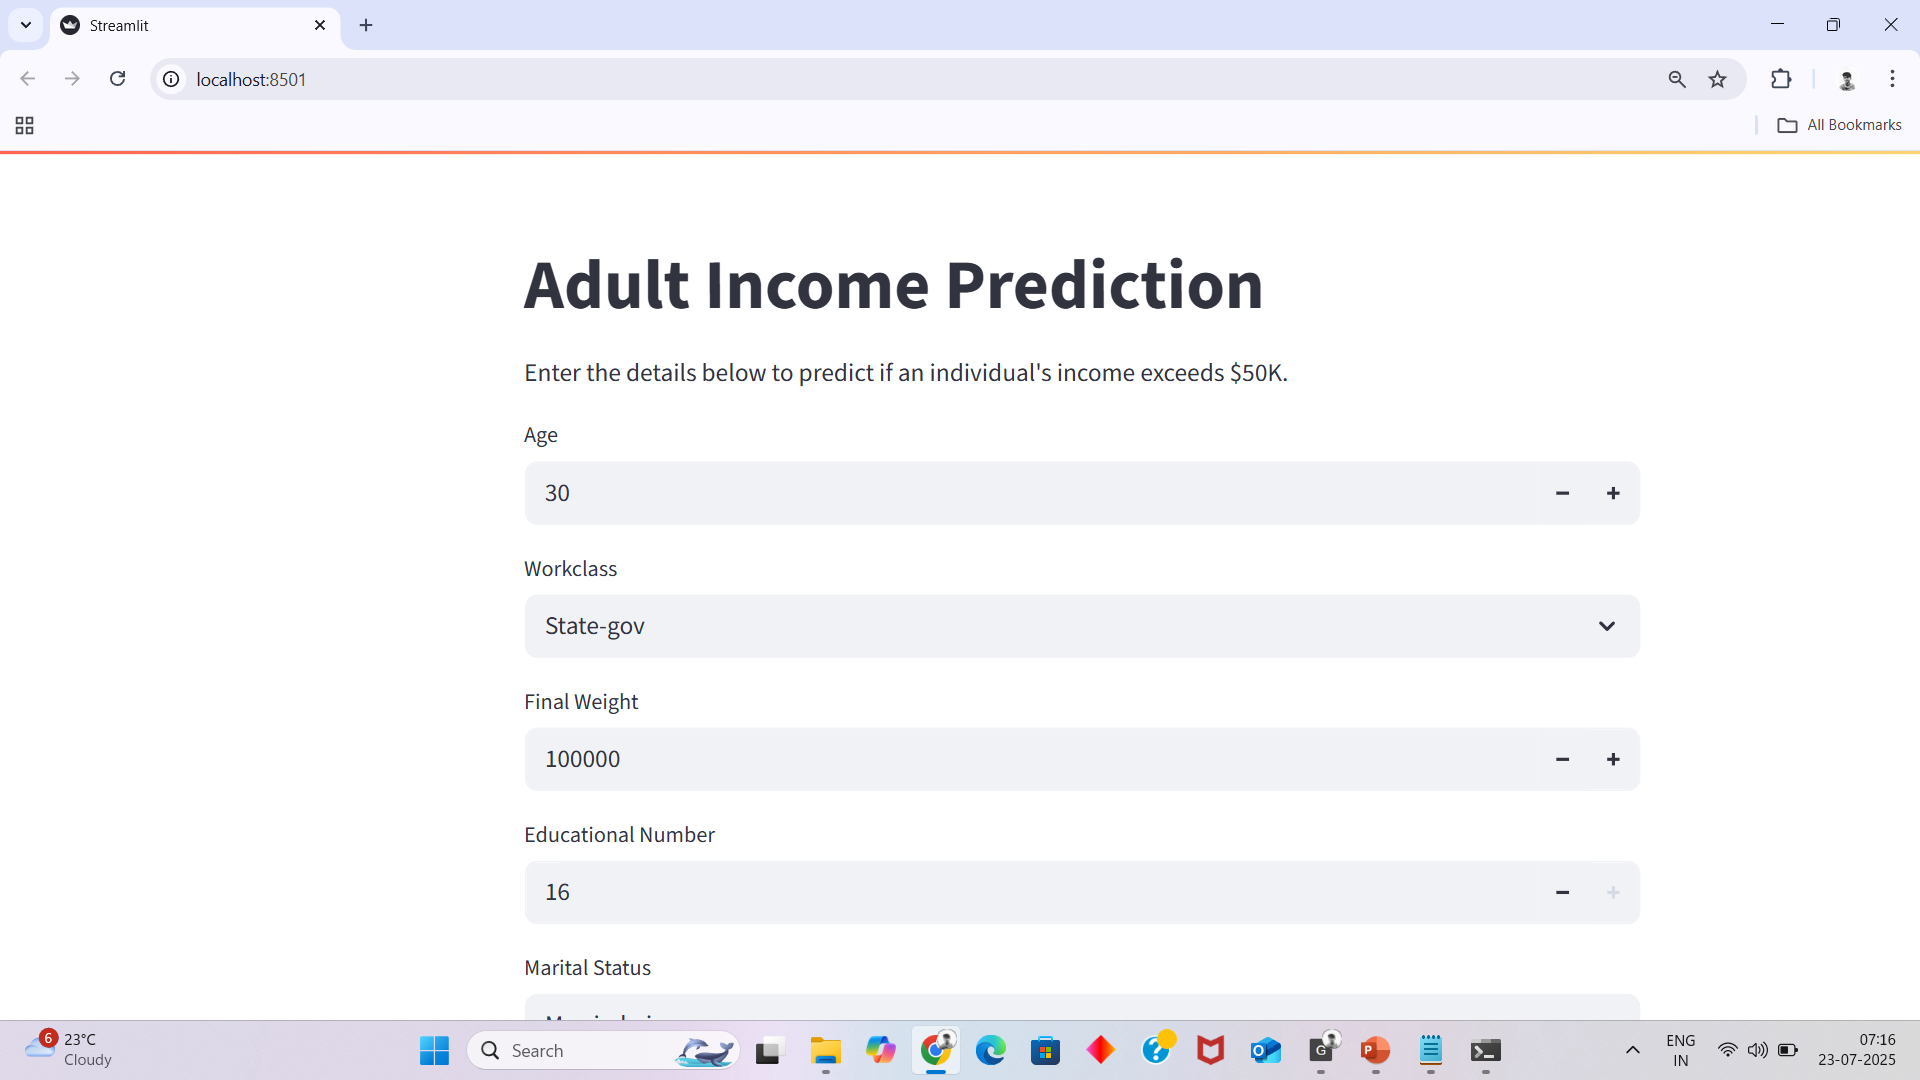 Streamlit
localhost:8501
All Bookmarks
Adult Income Prediction
Enter the details below to predict if an individual's income exceeds $50K.
Age
30
Workclass
State-gov
Final Weight
100000
Educational Number
16
Marital Status
6
23°C
Cloudy
Search
ENG
IN
07:16
23-07-2025